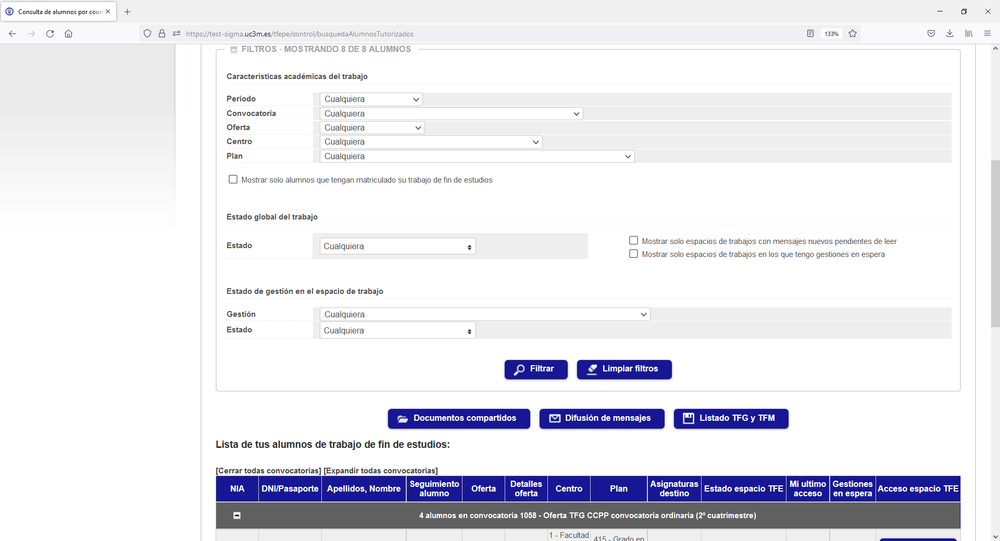 Consulta de alumnos por coor
https://test-sigma.uc3m.es/tfepe/control/busquedaAlumnosTutorizados
133%
FILTROS · MOSTRANDO 8 DE 8 ALUMNOS
Características académicas del trabajo
Periodo Cualquiera
Convocatoria Cualquiera
Oferta Cualquiera
Centro Cualquiera
Plan Cualquiera
Mostrar solo alumnos que tengan matriculado su trabajo de fin de estudios
Estado global del trabajo
Estado Cualquiera
Mostrar solo espacios de trabajos con mensajes nuevos pendientes de leer
Mostrar solo espacios de trabajos en los que tengo gestiones en espera
Estado de gestión en el espacio de trabajo
Gestión Cualquiera
Estado Cualquiera
Filtrar Limpiar filtros
Documentos compartidos Difusión de mensajes Listado TFG y TFM
Lista de tus alumnos de trabajo de fin de estudios:
[Cerrar todas convocatorias] [Expandir todas convocatorias]
NIA DNI/Pasaporte Apellidos, Nombre Seguimiento alumno Oferta Detalles oferta Centro Plan Asignaturas destino Estado espacio TFE Mi ultimo acceso Gestiones en espera Acceso espacio TFE
4 alumnos en convocatoria 1058 - Oferta TFG CCPP convocatoria ordinaria (2º cuatrimestre)
1 - Facultad
415 - Grado en